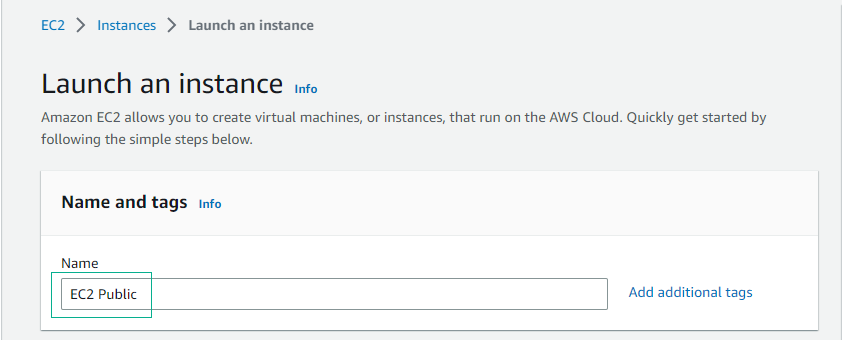 EC2 > Instances > Launch an instance
Launch an instance Info
Amazon EC2 allows you to create virtual machines, or instances, that run on the AWS Cloud. Quickly get started by
following the simple steps below.
Name and tags Info
Name
EC2 Public Add additional tags